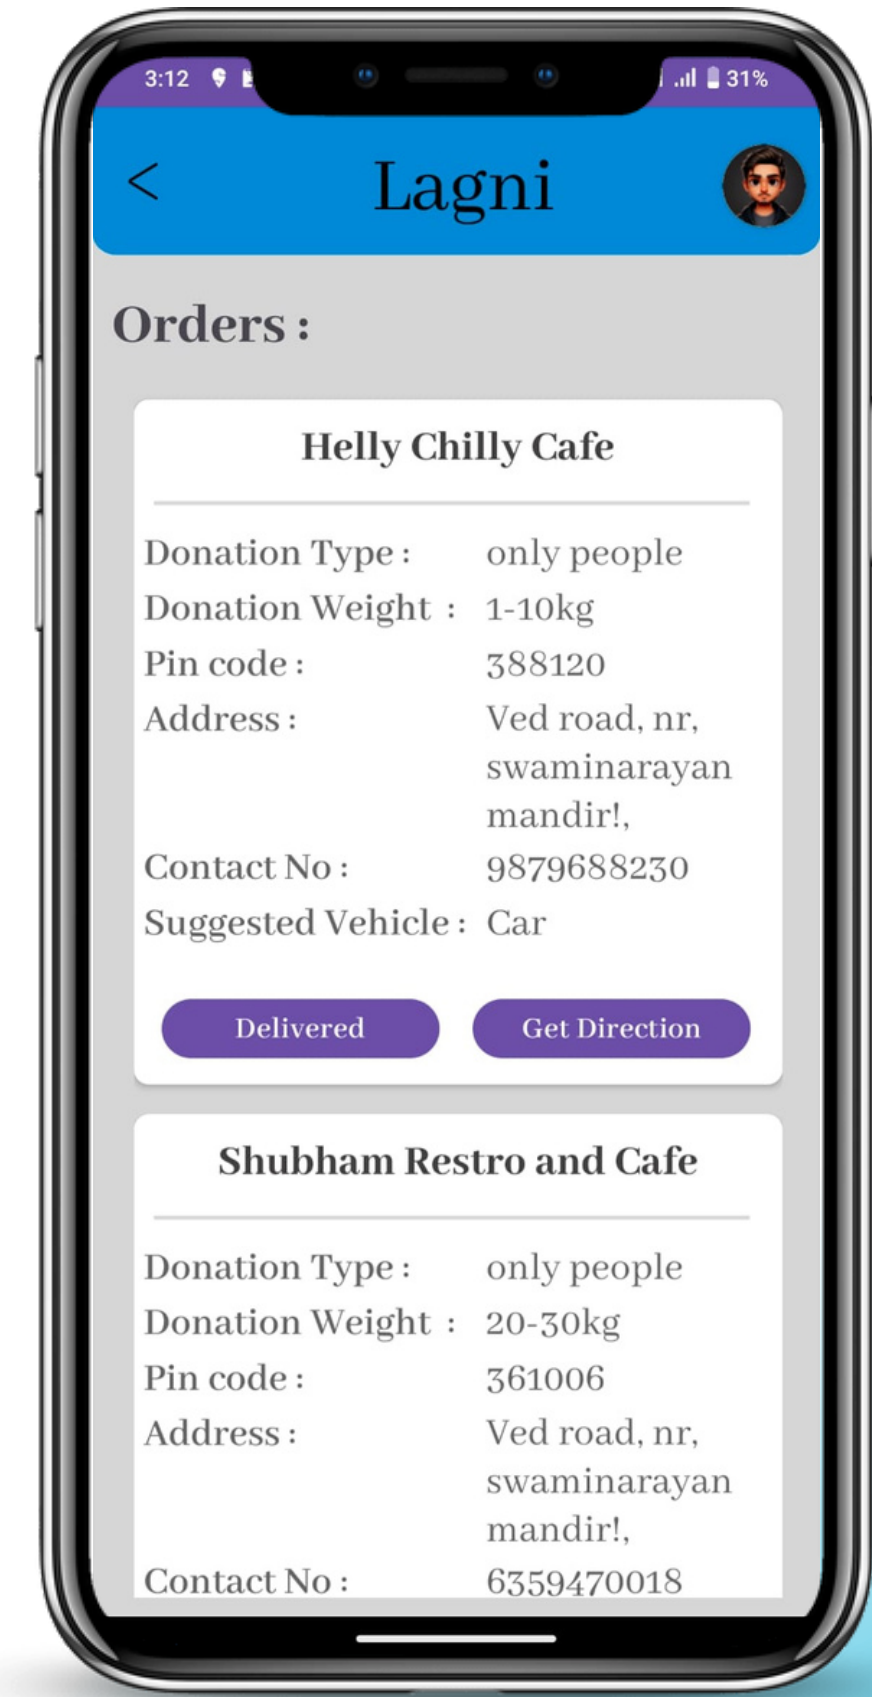 3:12
31%
<
Lagni
Orders :
Helly Chilly Cafe
Donation Type : only people
Donation Weight : 1-10kg
Pin code : 388120
Address : Ved road, nr,
swaminarayan
mandir!,
Contact No : 9879688230
Suggested Vehicle : Car
Delivered
Get Direction
Shubham Restro and Cafe
Donation Type : only people
Donation Weight : 20-30kg
Pin code : 361006
Address : Ved road, nr,
swaminarayan
mandir!,
Contact No : 6359470018